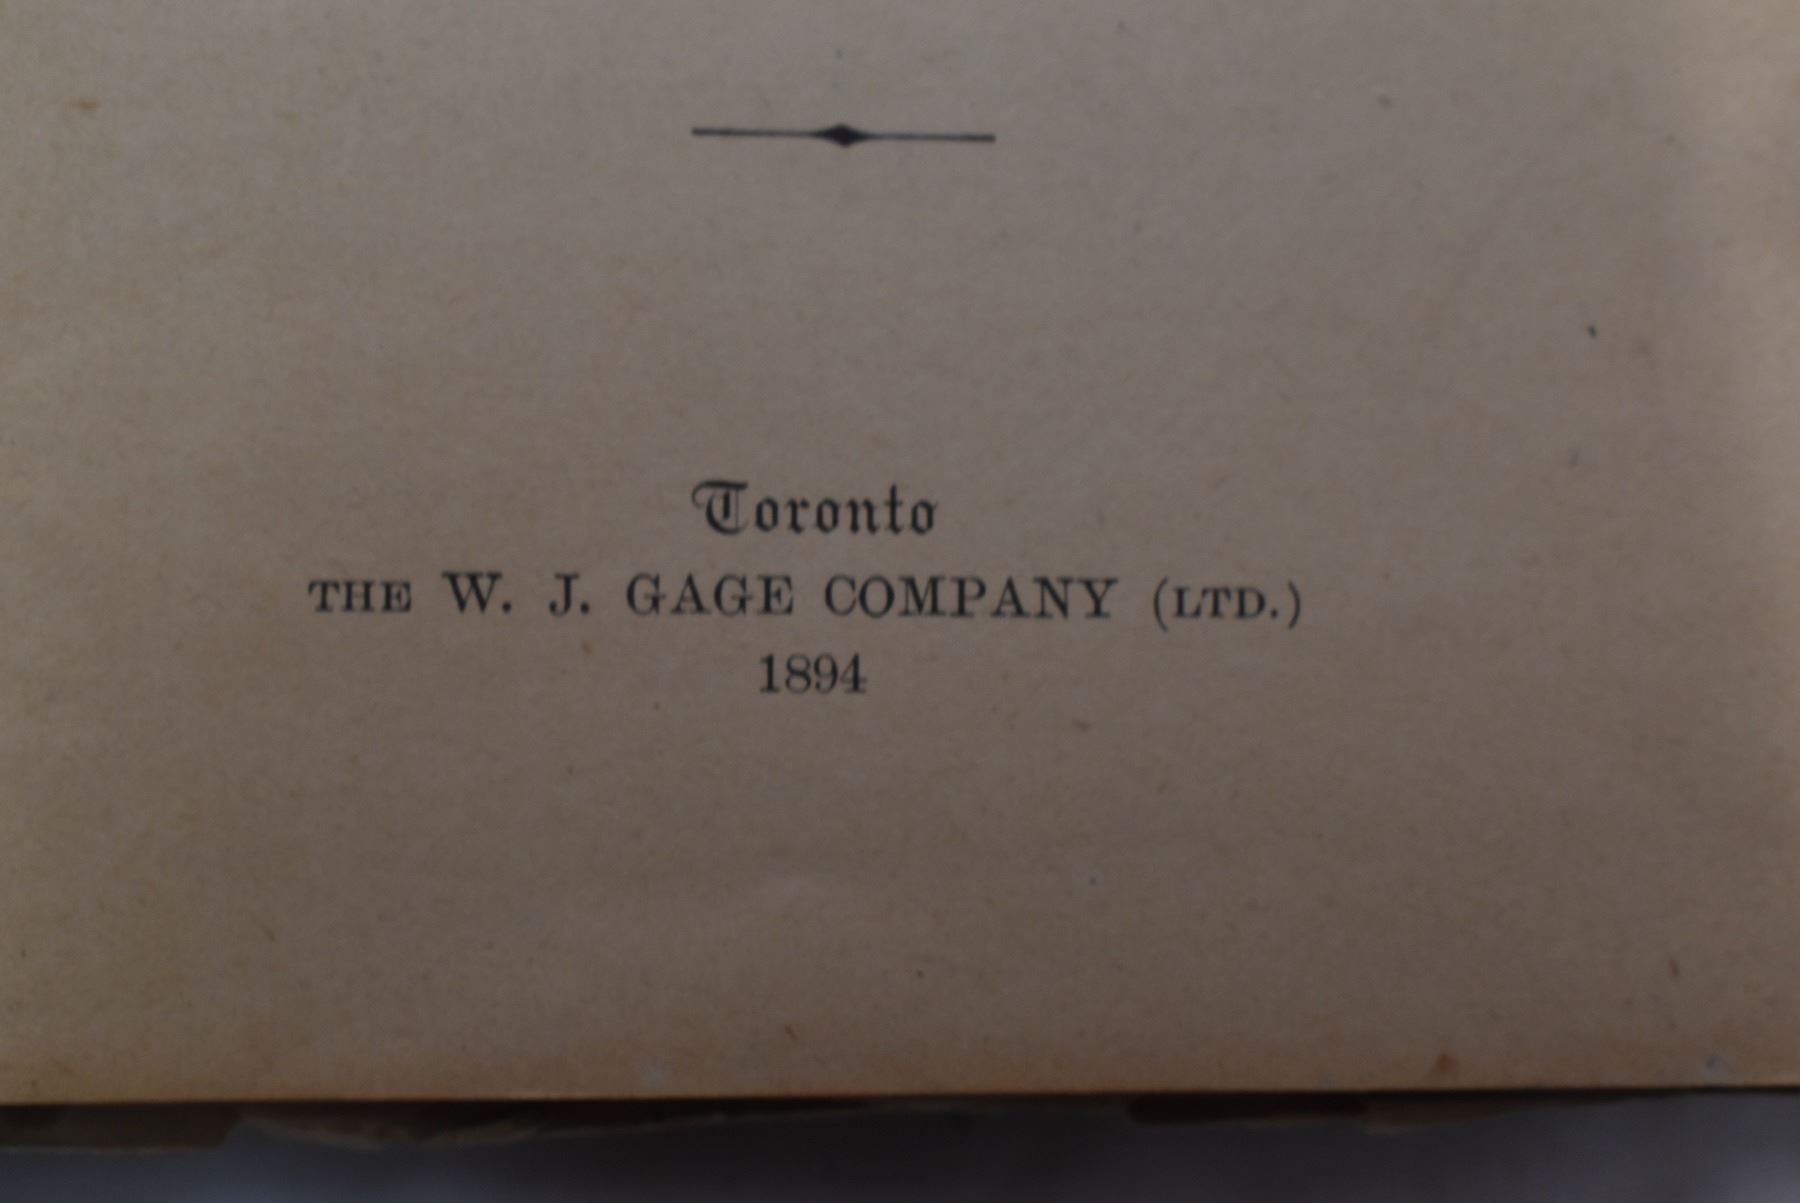 Toronto
THE W. J. GAGE COMPANY (LTD.)
1894